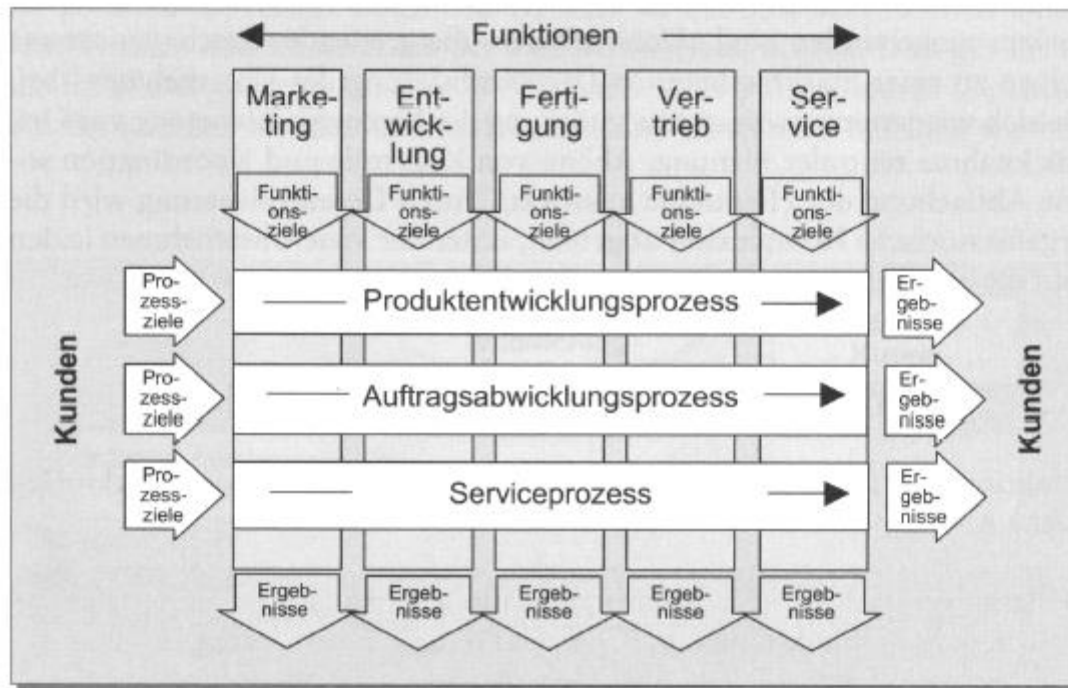 Funktionen
Marke-
ting
Ent-
wick-
lung
Ferti-
gung
Ver-
trieb
Ser-
vice
Funkti-
ons-
ziele
Funkti-
ons-
ziele
Funkti-
ons-
ziele
Funkti-
ons-
ziele
Funkti-
ons-
ziele
Kunden
Pro-
zess-
ziele
Produktentwicklungsprozess
Er-
geb-
nisse
Pro-
zess-
ziele
Auftragsabwicklungsprozess
Er-
geb-
nisse
Pro-
zess-
ziele
Serviceprozess
Er-
geb-
nisse
Kunden
Ergeb-
nisse
Ergeb-
nisse
Ergeb-
nisse
Ergeb-
nisse
Ergeb-
nisse